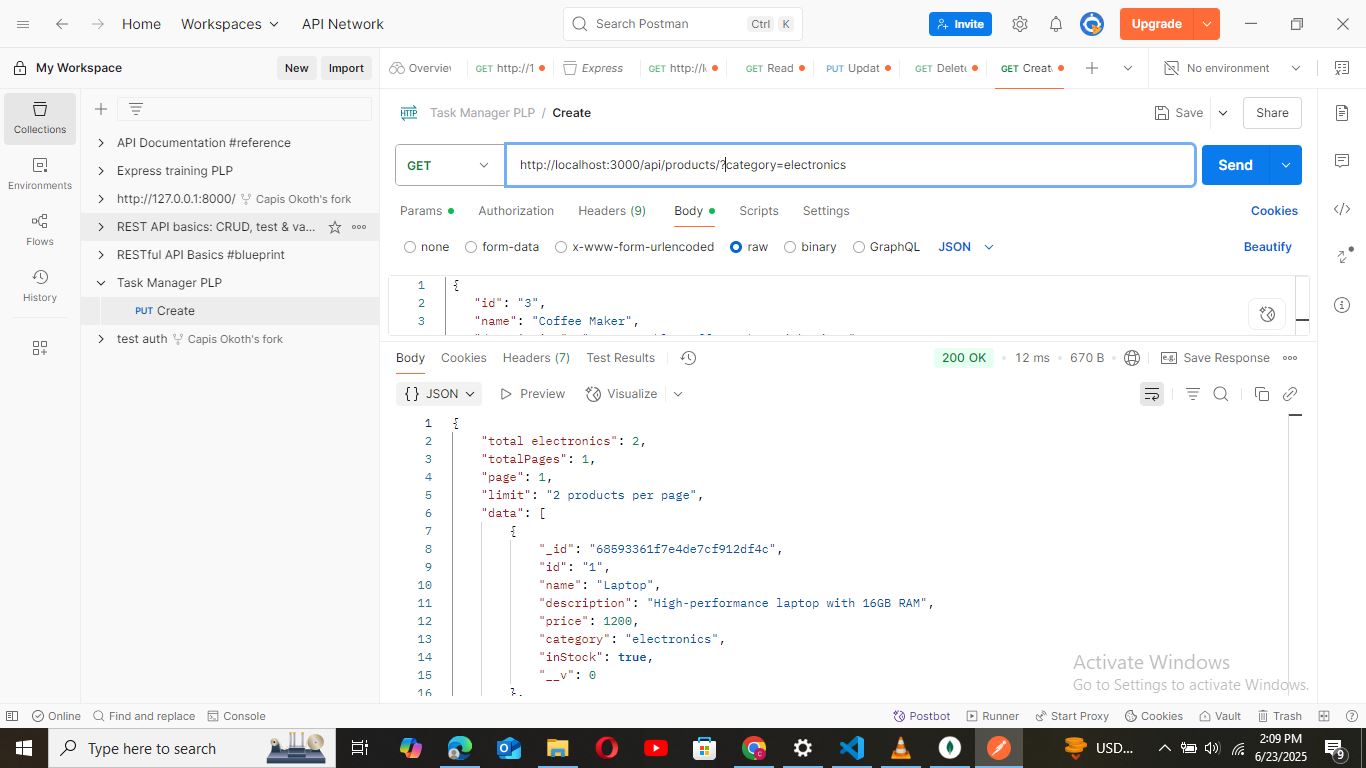 Home Workspaces API Network Search Postman Ctrl K Invite Upgrade
My Workspace New Import Overvie GET http://1 Express GET http://l GET Read PUT Updat GET Delet GET Creat No environment
Collections
Environments
Flows
History
API Documentation #reference
Express training PLP
http://127.0.0.1:8000/ Capis Okoth's fork
REST API basics: CRUD, test & va...
RESTful API Basics #blueprint
Task Manager PLP
PUT Create
test auth Capis Okoth's fork
HTTP Task Manager PLP / Create Save Share
GET http://localhost:3000/api/products/?category=electronics Send
Params Authorization Headers (9) Body Scripts Settings Cookies
none form-data x-www-form-urlencoded raw binary GraphQL JSON Beautify
1 {
2 "id": "3",
3 "name": "Coffee Maker",
Body Cookies Headers (7) Test Results 200 OK 12 ms 670 B e.g. Save Response
{} JSON Preview Visualize
1 {
2 "total electronics": 2,
3 "totalPages": 1,
4 "page": 1,
5 "limit": "2 products per page",
6 "data": [
7 {
8 "_id": "68593361f7e4de7cf912df4c",
9 "id": "1",
10 "name": "Laptop",
11 "description": "High-performance laptop with 16GB RAM",
12 "price": 1200,
13 "category": "electronics",
14 "inStock": true,
15 "__v": 0
16 },
Activate Windows
Go to Settings to activate Windows.
Online Find and replace Console Postbot Runner Start Proxy Cookies Vault Trash
Type here to search USD... 2:09 PM
6/23/2025 9